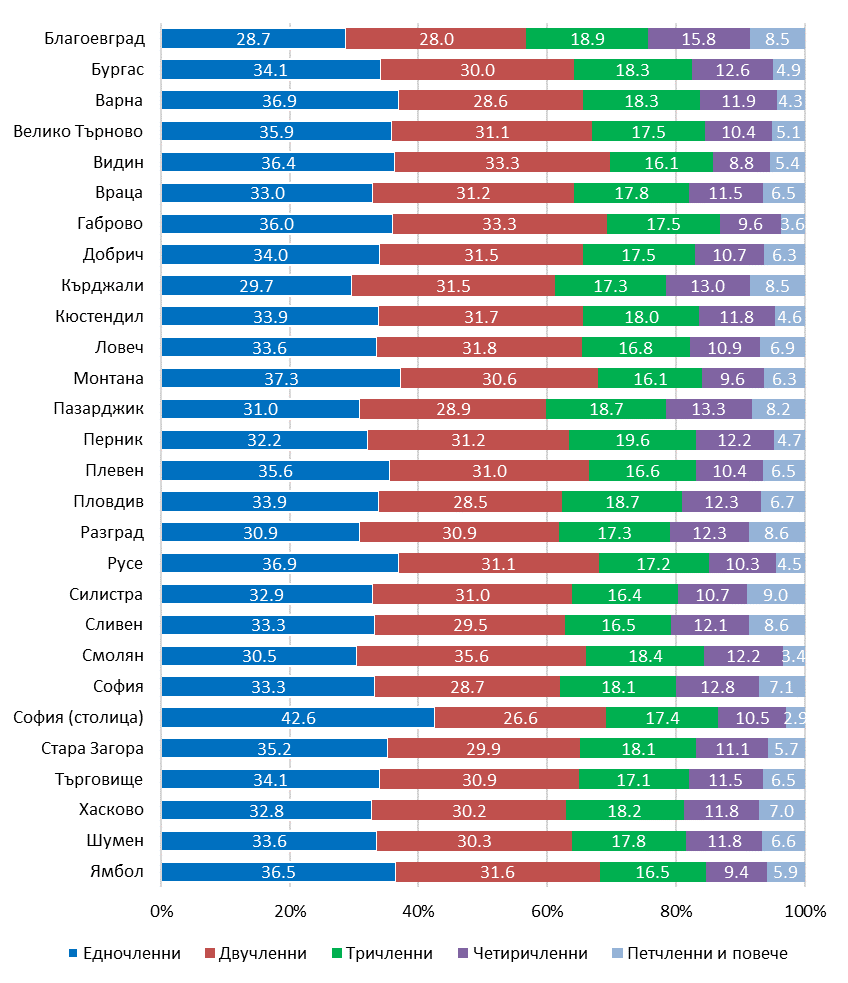 Благоевград 28.7 28.0 18.9 15.8 8.5
Бургас 34.1 30.0 18.3 12.6 4.9
Варна 36.9 28.6 18.3 11.9 4.3
Велико Търново 35.9 31.1 17.5 10.4 5.1
Видин 36.4 33.3 16.1 8.8 5.4
Враца 33.0 31.2 17.8 11.5 6.5
Габрово 36.0 33.3 17.5 9.6 3.6
Добрич 34.0 31.5 17.5 10.7 6.3
Кърджали 29.7 31.5 17.3 13.0 8.5
Кюстендил 33.9 31.7 18.0 11.8 4.6
Ловеч 33.6 31.8 16.8 10.9 6.9
Монтана 37.3 30.6 16.1 9.6 6.3
Пазарджик 31.0 28.9 18.7 13.3 8.2
Перник 32.2 31.2 19.6 12.2 4.7
Плевен 35.6 31.0 16.6 10.4 6.5
Пловдив 33.9 28.5 18.7 12.3 6.7
Разград 30.9 30.9 17.3 12.3 8.6
Русе 36.9 31.1 17.2 10.3 4.5
Силистра 32.9 31.0 16.4 10.7 9.0
Сливен 33.3 29.5 16.5 12.1 8.6
Смолян 30.5 35.6 18.4 12.2 3.4
София 33.3 28.7 18.1 12.8 7.1
София (столица) 42.6 26.6 17.4 10.5 2.9
Стара Загора 35.2 29.9 18.1 11.1 5.7
Търговище 34.1 30.9 17.1 11.5 6.5
Хасково 32.8 30.2 18.2 11.8 7.0
Шумен 33.6 30.3 17.8 11.8 6.6
Ямбол 36.5 31.6 16.5 9.4 5.9
0% 20% 40% 60% 80% 100%
Едночленни Двучленни Тричленни Четиричленни Петчленни и повече